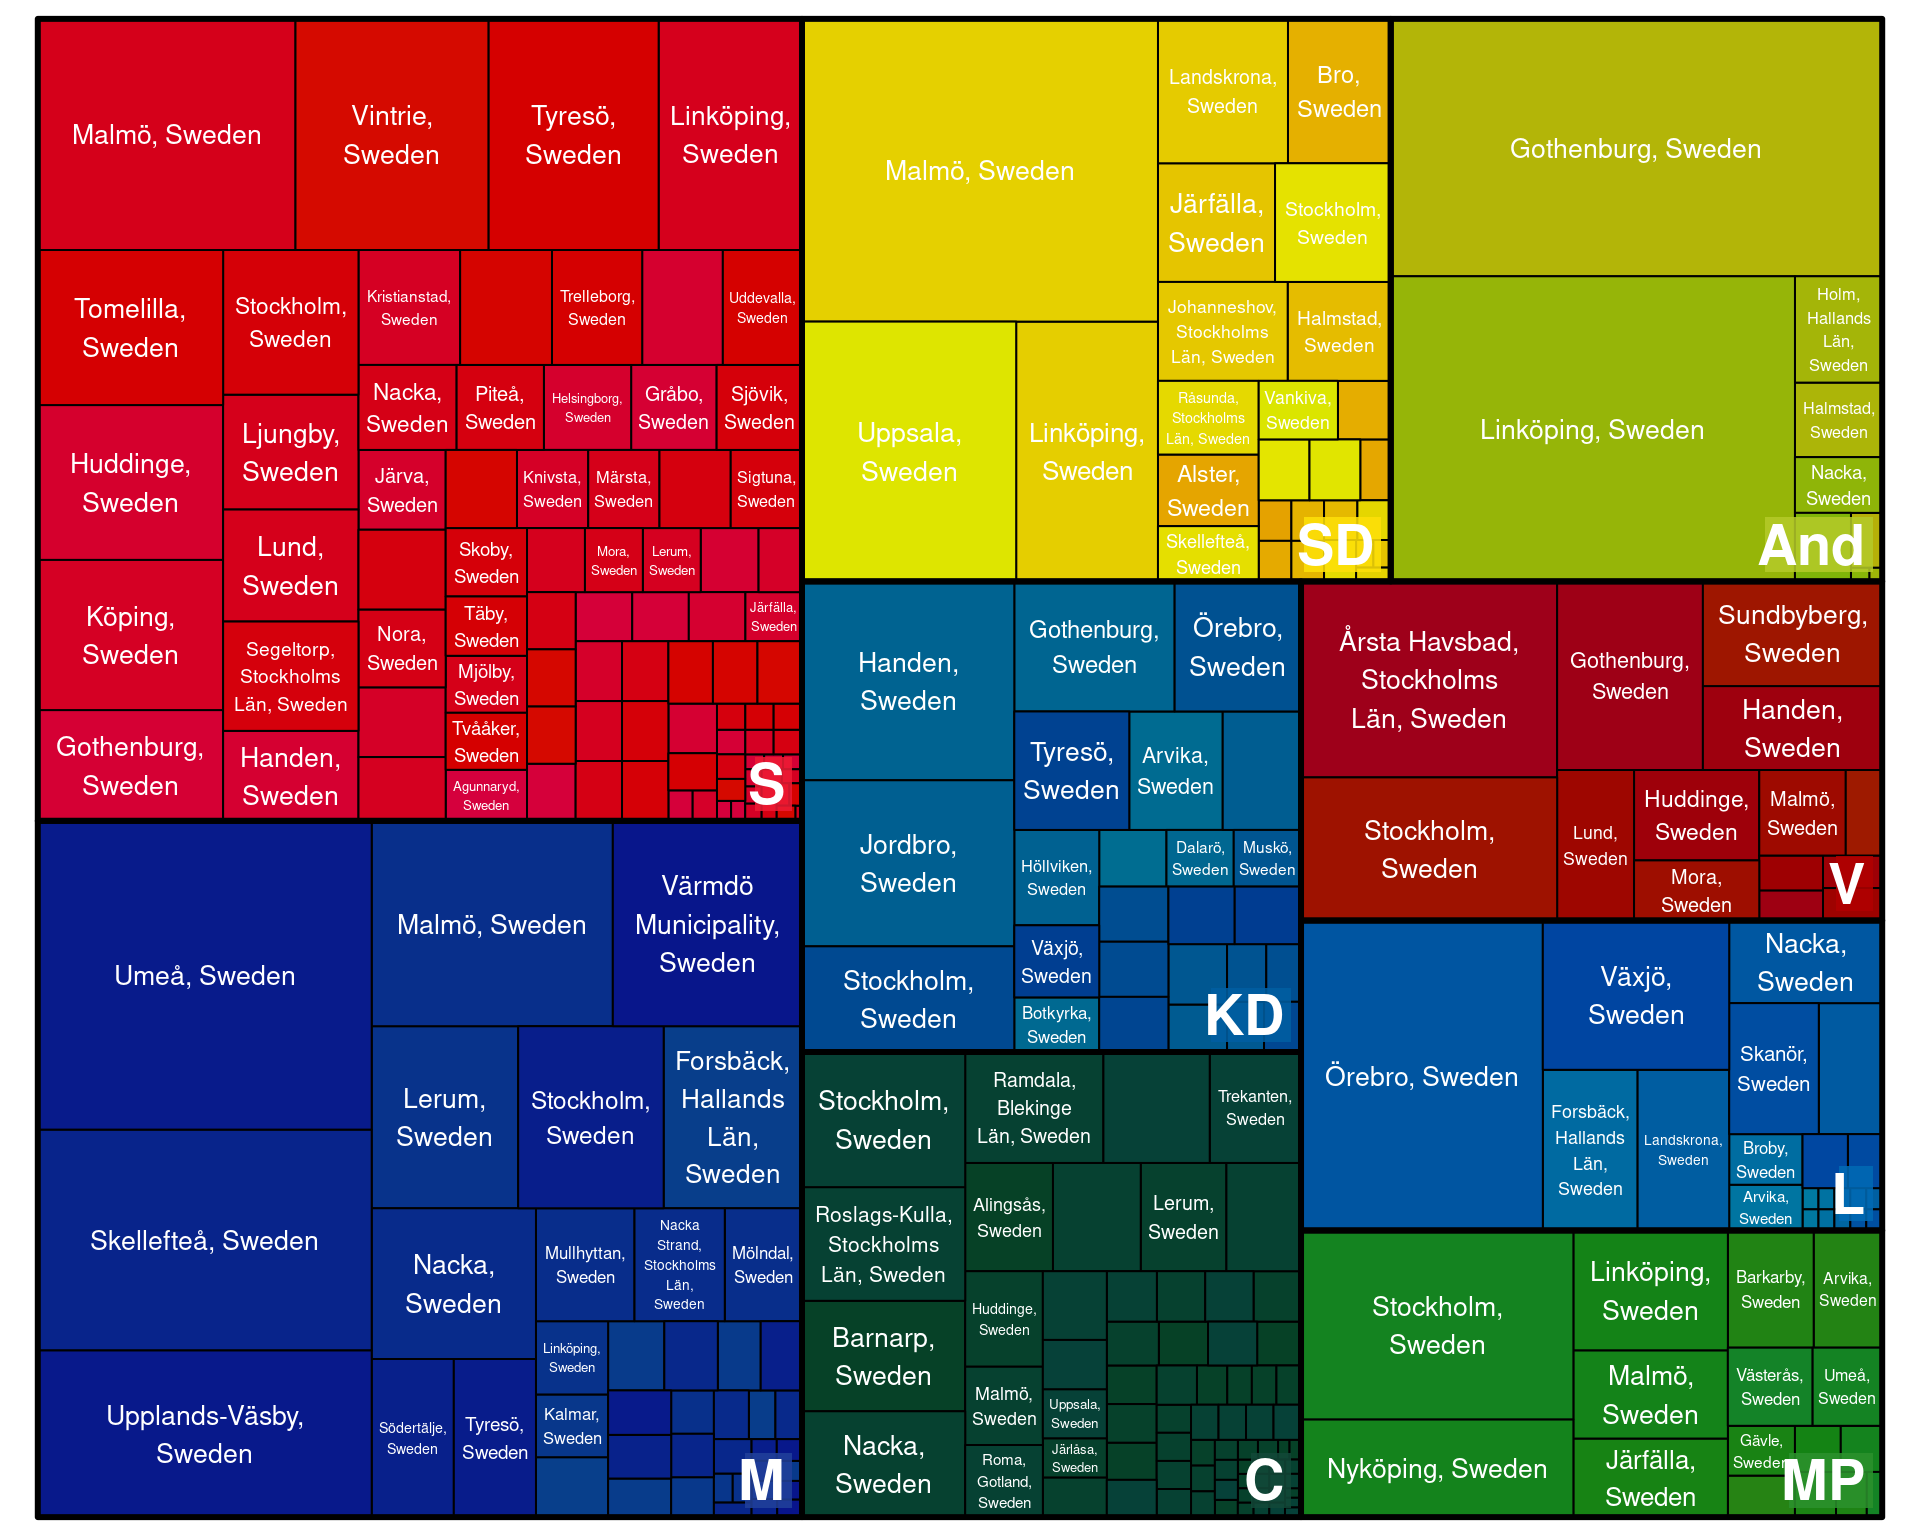 Malmö, Sweden
Vintrie,
Sweden
Tyresö,
Sweden
Linköping,
Sweden
Tomelilla,
Sweden
Stockholm,
Sweden
Kristianstad,
Sweden
Trelleborg,
Sweden
Uddevalla,
Sweden
Nacka,
Sweden
Piteå,
Sweden
Helsingborg,
Sweden
Gråbo,
Sweden
Sjövik,
Sweden
Huddinge,
Sweden
Ljungby,
Sweden
Järva,
Sweden
Knivsta,
Sweden
Märsta,
Sweden
Sigtuna,
Sweden
Lund,
Sweden
Skoby,
Sweden
Mora,
Sweden
Lerum,
Sweden
Köping,
Sweden
Segeltorp,
Stockholms
Län, Sweden
Nora,
Sweden
Täby,
Sweden
Järfälla,
Sweden
Mjölby,
Sweden
Gothenburg,
Sweden
Handen,
Sweden
Tvååker,
Sweden
Agunnaryd,
Sweden
S
Malmö, Sweden
Landskrona,
Sweden
Bro,
Sweden
Järfälla,
Sweden
Stockholm,
Sweden
Johanneshov,
Stockholms
Län, Sweden
Halmstad,
Sweden
Uppsala,
Sweden
Linköping,
Sweden
Råsunda,
Stockholms
Län, Sweden
Vankiva,
Sweden
Alster,
Sweden
Skellefteå,
Sweden
SD
Gothenburg, Sweden
Linköping, Sweden
Holm,
Hallands
Län,
Sweden
Halmstad,
Sweden
Nacka,
Sweden
And
Umeå, Sweden
Malmö, Sweden
Värmdö
Municipality,
Sweden
Lerum,
Sweden
Stockholm,
Sweden
Forsbäck,
Hallands
Län,
Sweden
Skellefteå, Sweden
Nacka,
Sweden
Mullhyttan,
Sweden
Nacka
Strand,
Stockholms
Län,
Sweden
Mölndal,
Sweden
Linköping,
Sweden
Upplands-Väsby,
Sweden
Södertälje,
Sweden
Tyresö,
Sweden
Kalmar,
Sweden
M
Handen,
Sweden
Gothenburg,
Sweden
Örebro,
Sweden
Tyresö,
Sweden
Arvika,
Sweden
Jordbro,
Sweden
Höllviken,
Sweden
Dalarö,
Sweden
Muskö,
Sweden
Växjö,
Sweden
Stockholm,
Sweden
Botkyrka,
Sweden
KD
Stockholm,
Sweden
Ramdala,
Blekinge
Län, Sweden
Trekanten,
Sweden
Roslags-Kulla,
Stockholms
Län, Sweden
Alingsås,
Sweden
Lerum,
Sweden
Barnarp,
Sweden
Huddinge,
Sweden
Malmö,
Sweden
Uppsala,
Sweden
Nacka,
Sweden
Roma,
Gotland,
Sweden
Järlåsa,
Sweden
C
Årsta Havsbad,
Stockholms
Län, Sweden
Gothenburg,
Sweden
Sundbyberg,
Sweden
Handen,
Sweden
Stockholm,
Sweden
Lund,
Sweden
Huddinge,
Sweden
Malmö,
Sweden
Mora,
Sweden
V
Örebro, Sweden
Växjö,
Sweden
Nacka,
Sweden
Skanör,
Sweden
Forsbäck,
Hallands
Län,
Sweden
Landskrona,
Sweden
Broby,
Sweden
Arvika,
Sweden
L
Stockholm,
Sweden
Linköping,
Sweden
Barkarby,
Sweden
Arvika,
Sweden
Malmö,
Sweden
Västerås,
Sweden
Umeå,
Sweden
Nyköping, Sweden
Järfälla,
Sweden
Gävle,
Sweden
MP